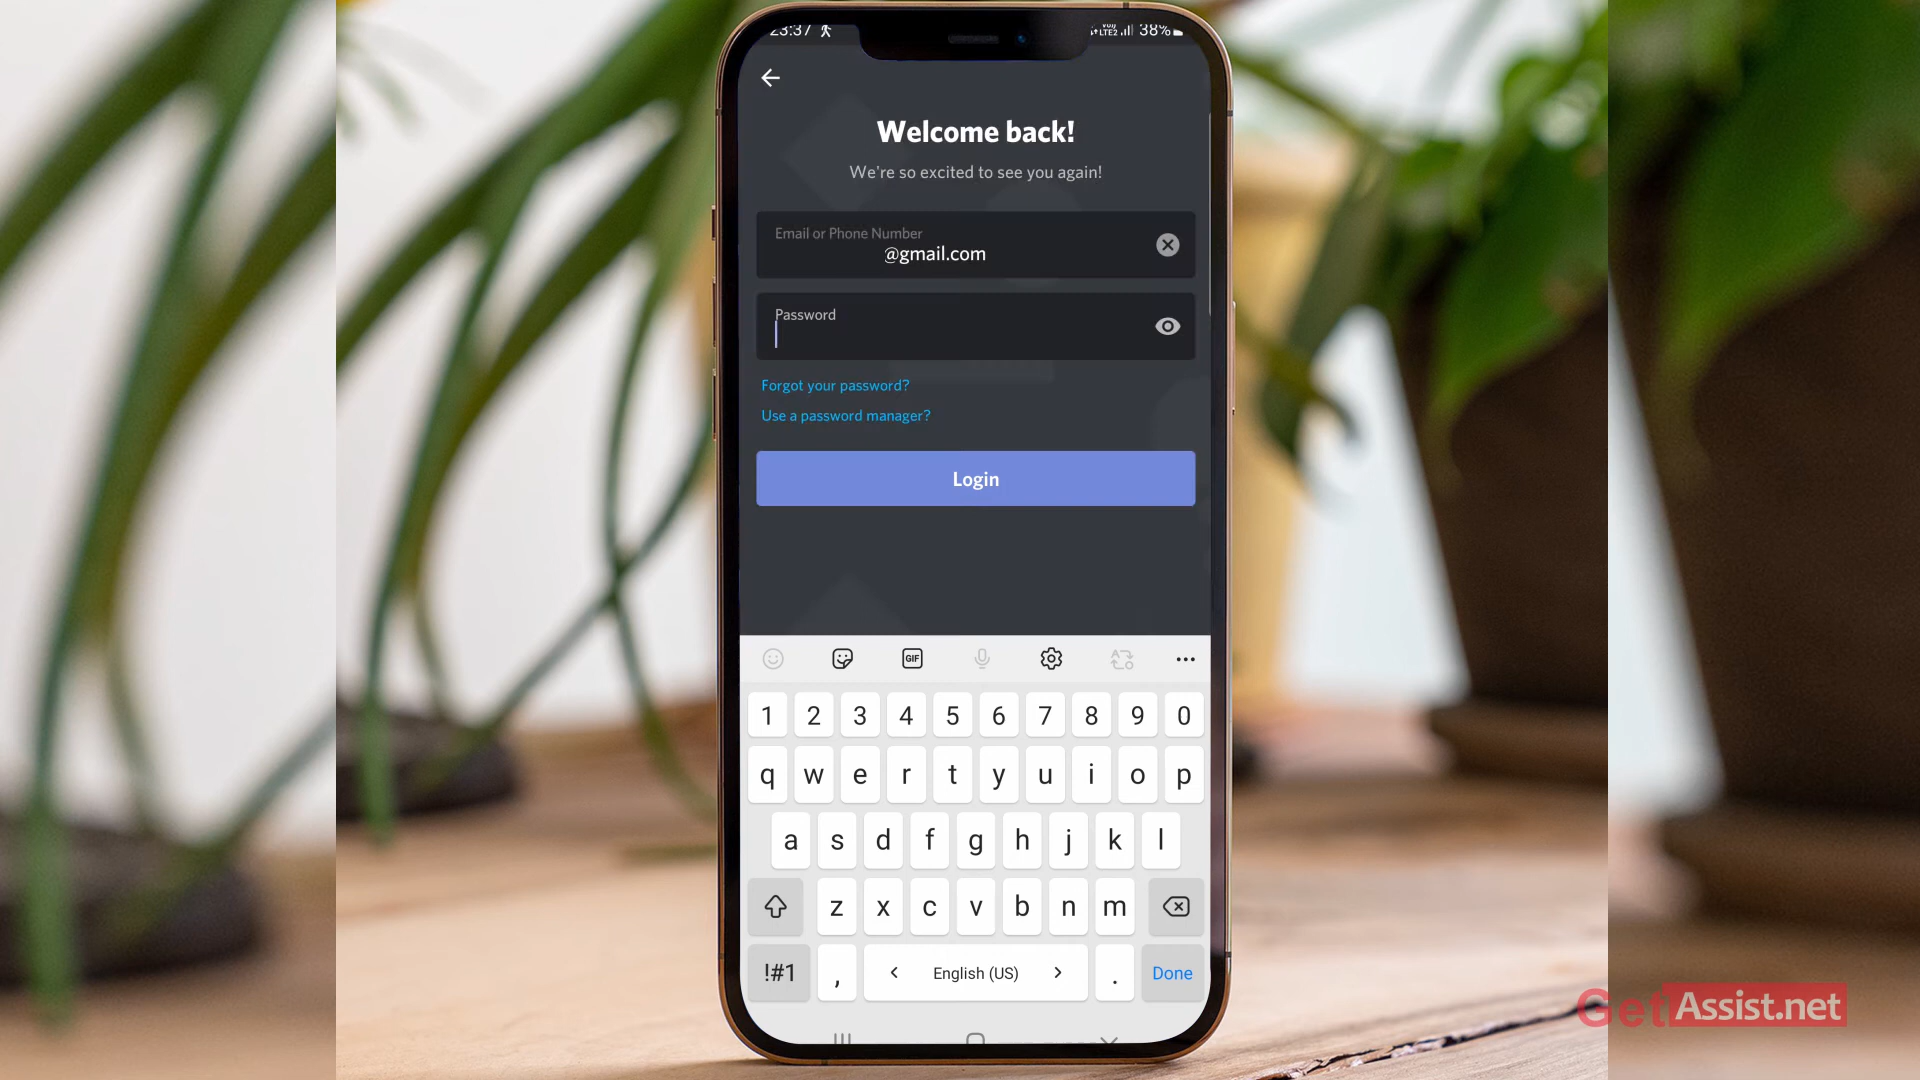 23:37 38%
Welcome back!
We're so excited to see you again!
Email or Phone Number
@gmail.com
Password
Forgot your password?
Use a password manager?
Login
GIF
1 2 3 4 5 6 7 8 9 0
q w e r t y u i o p
a s d f g h j k l
z x c v b n m
!#1 , English (US) . Done
GetAssist.net